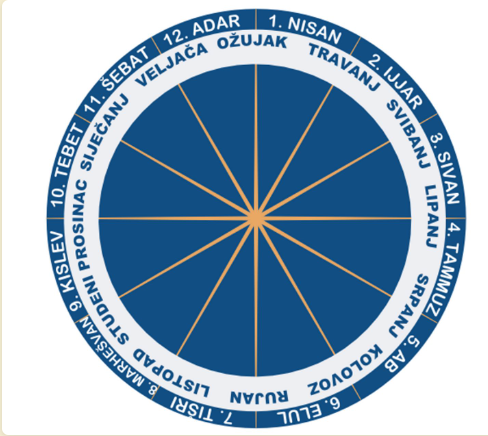 1. NISAN
2. IJJAR
3. SIVAN
4. TAMMUZ
5. AB
6. ELUL
7. TIŠRI
8. MARHEŠVAN
9. KISLEV
10. TEBET
11. ŠEBAT
12. ADAR
OŽUJAK
TRAVANJ
SVIBANJ
LIPANJ
SRPANJ
KOLOVOZ
RUJAN
LISTOPAD
STUDENI
PROSINAC
SIJEČANJ
VELJAČA